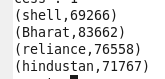 (shell,69266)
(Bharat,83662)
(reliance,76558)
(hindustan,71767)